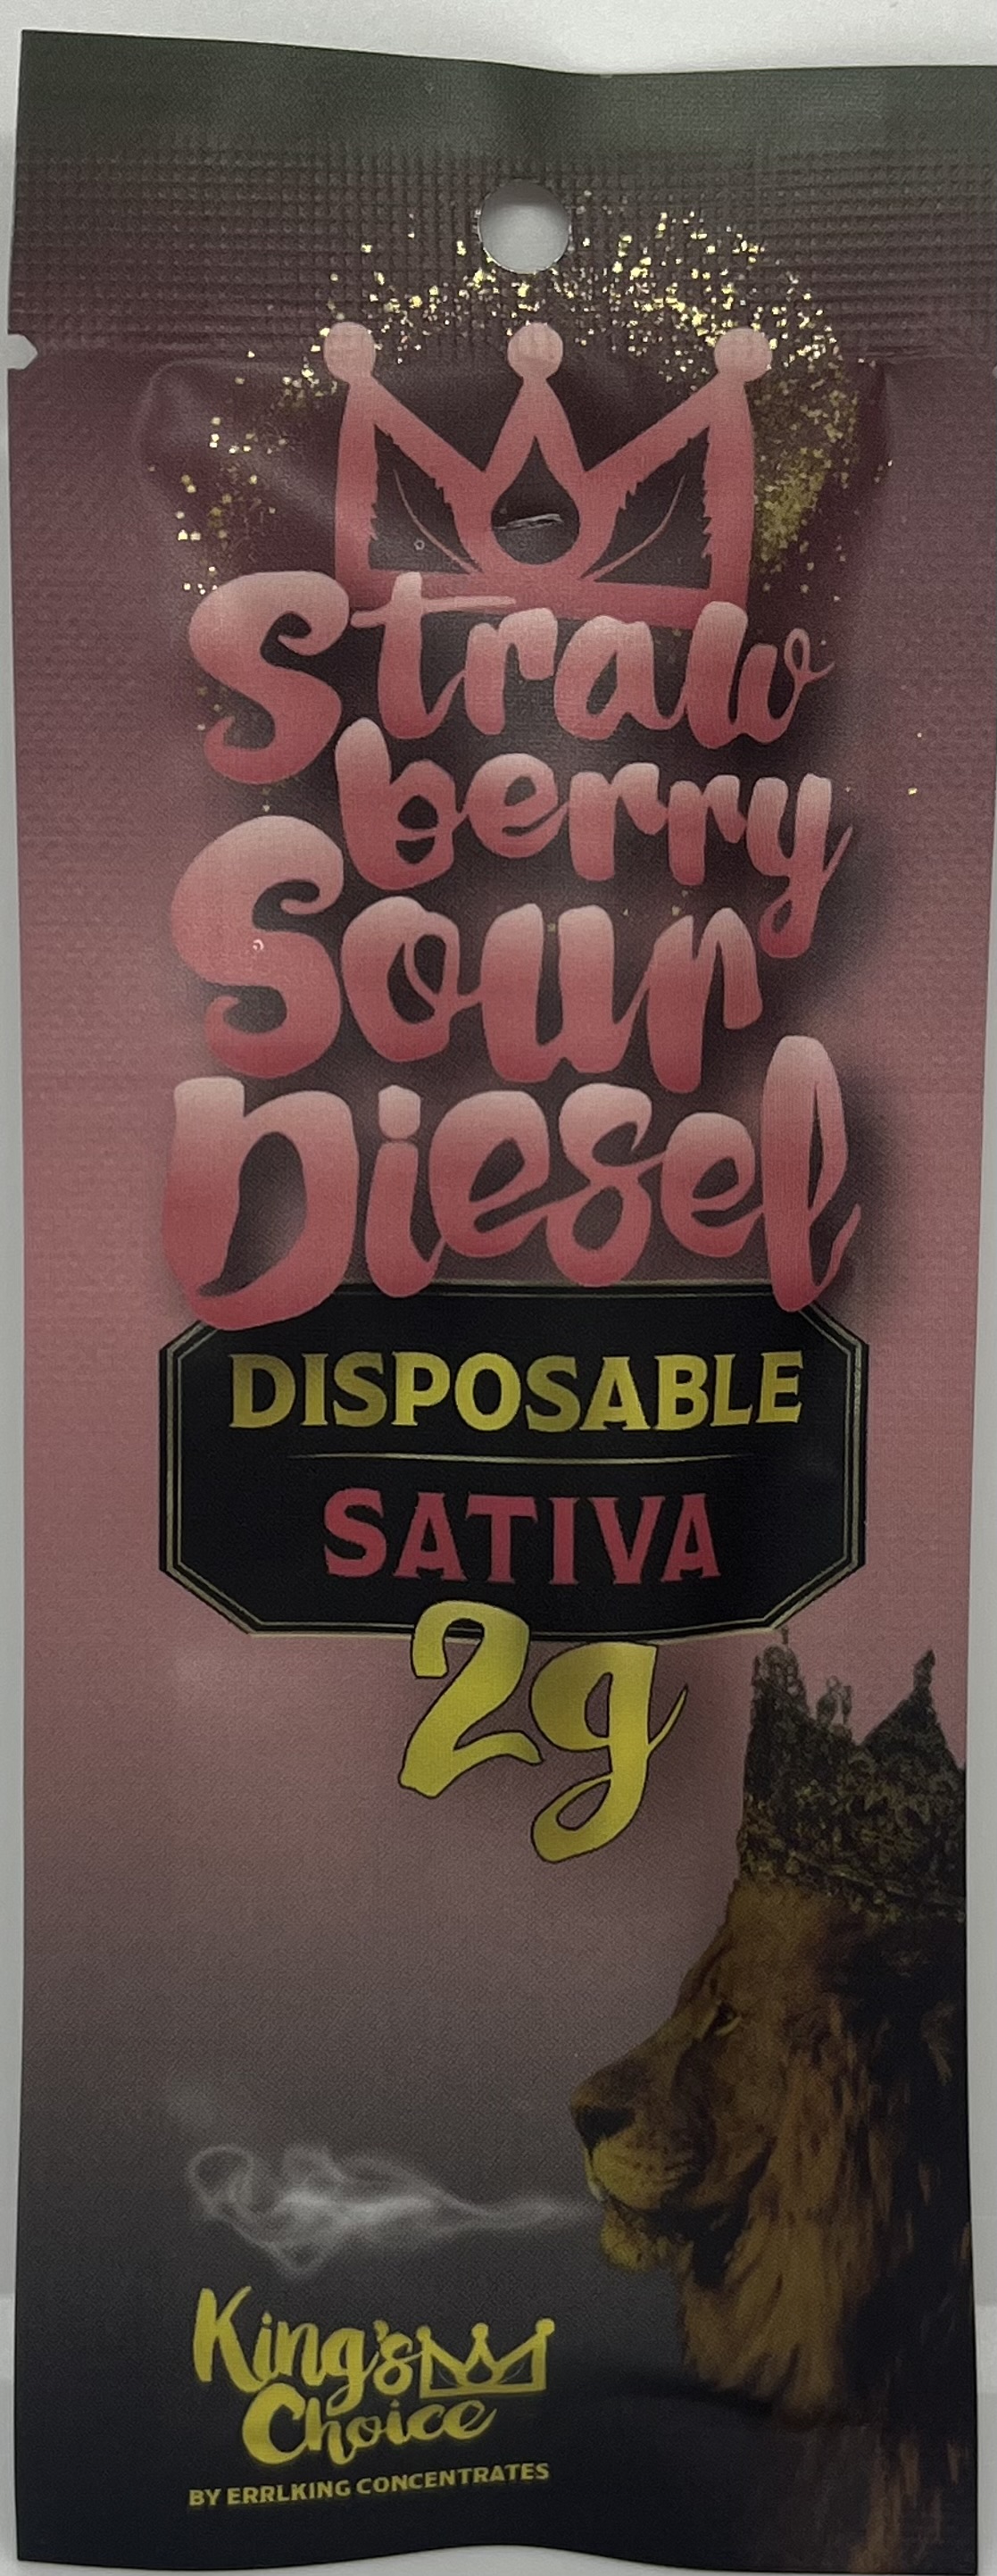 Straw
berry
Sour
Diesel
DISPOSABLE
SATIVA
2g
King's
Choice
BY ERRLKING CONCENTRATES